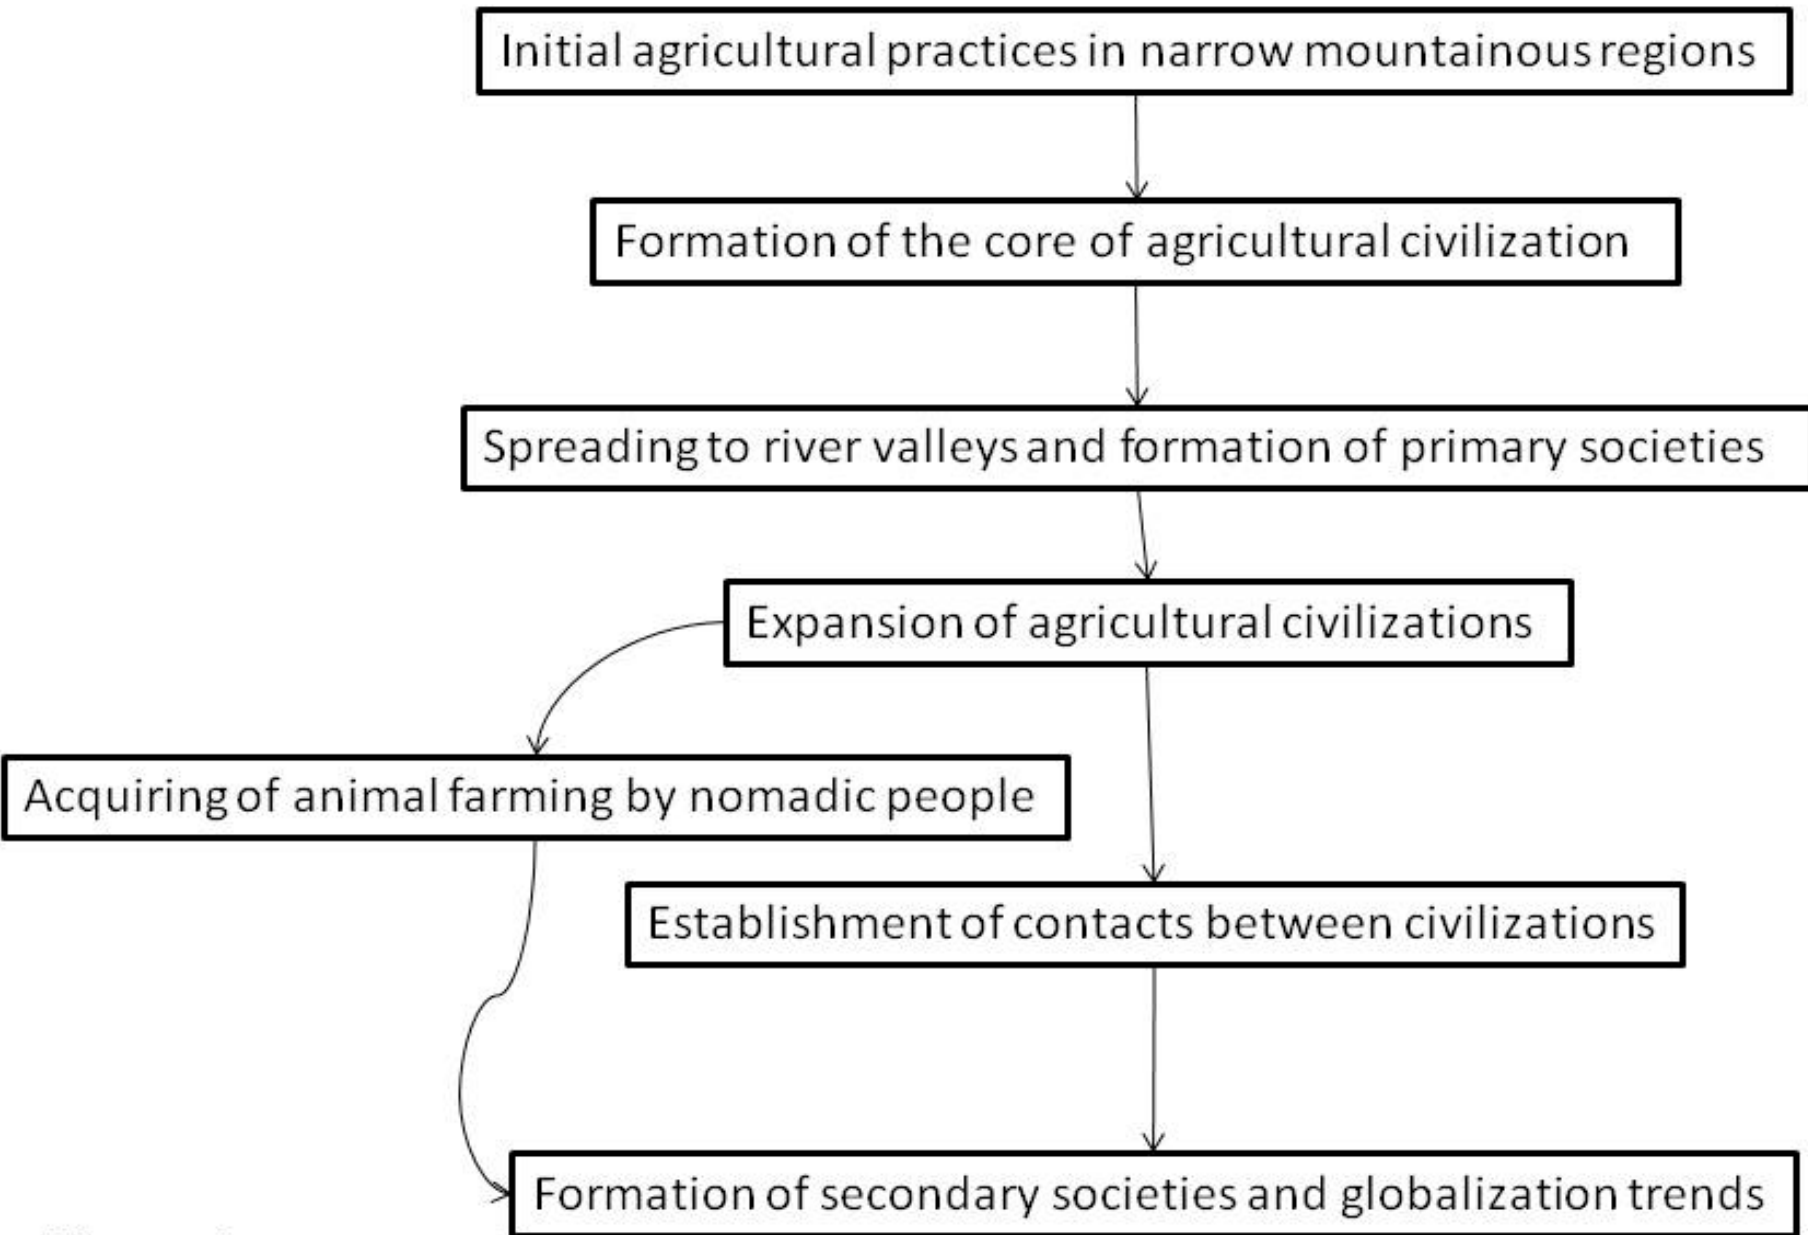 Initial agricultural practices in narrow mountainous regions
Formation of the core of agricultural civilization
Spreading to river valleys and formation of primary societies
Expansion of agricultural civilizations
Acquiring of animal farming by nomadic people
Establishment of contacts between civilizations
Formation of secondary societies and globalization trends